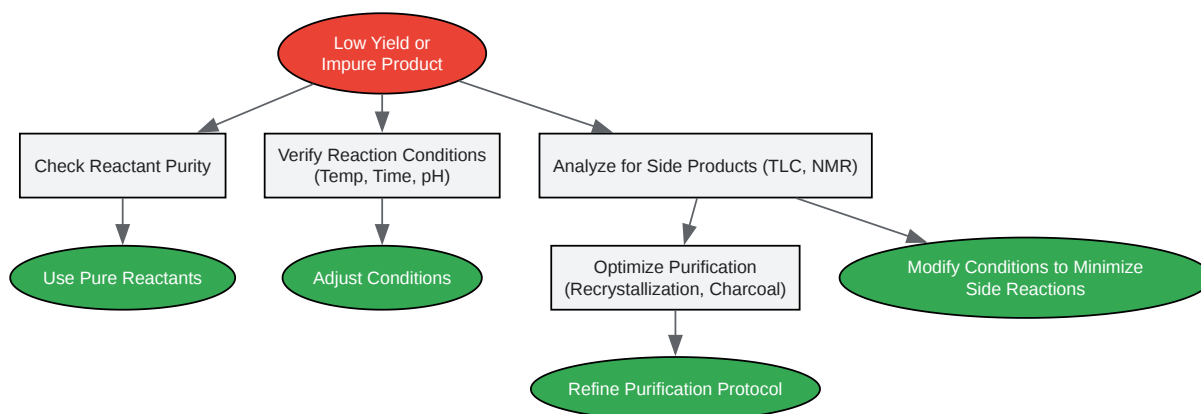 Low Yield or
Impure Product
Check Reactant Purity
Verify Reaction Conditions
(Temp, Time, pH)
Analyze for Side Products (TLC, NMR)
Use Pure Reactants
Adjust Conditions
Optimize Purification
(Recrystallization, Charcoal)
Modify Conditions to Minimize
Side Reactions
Refine Purification Protocol